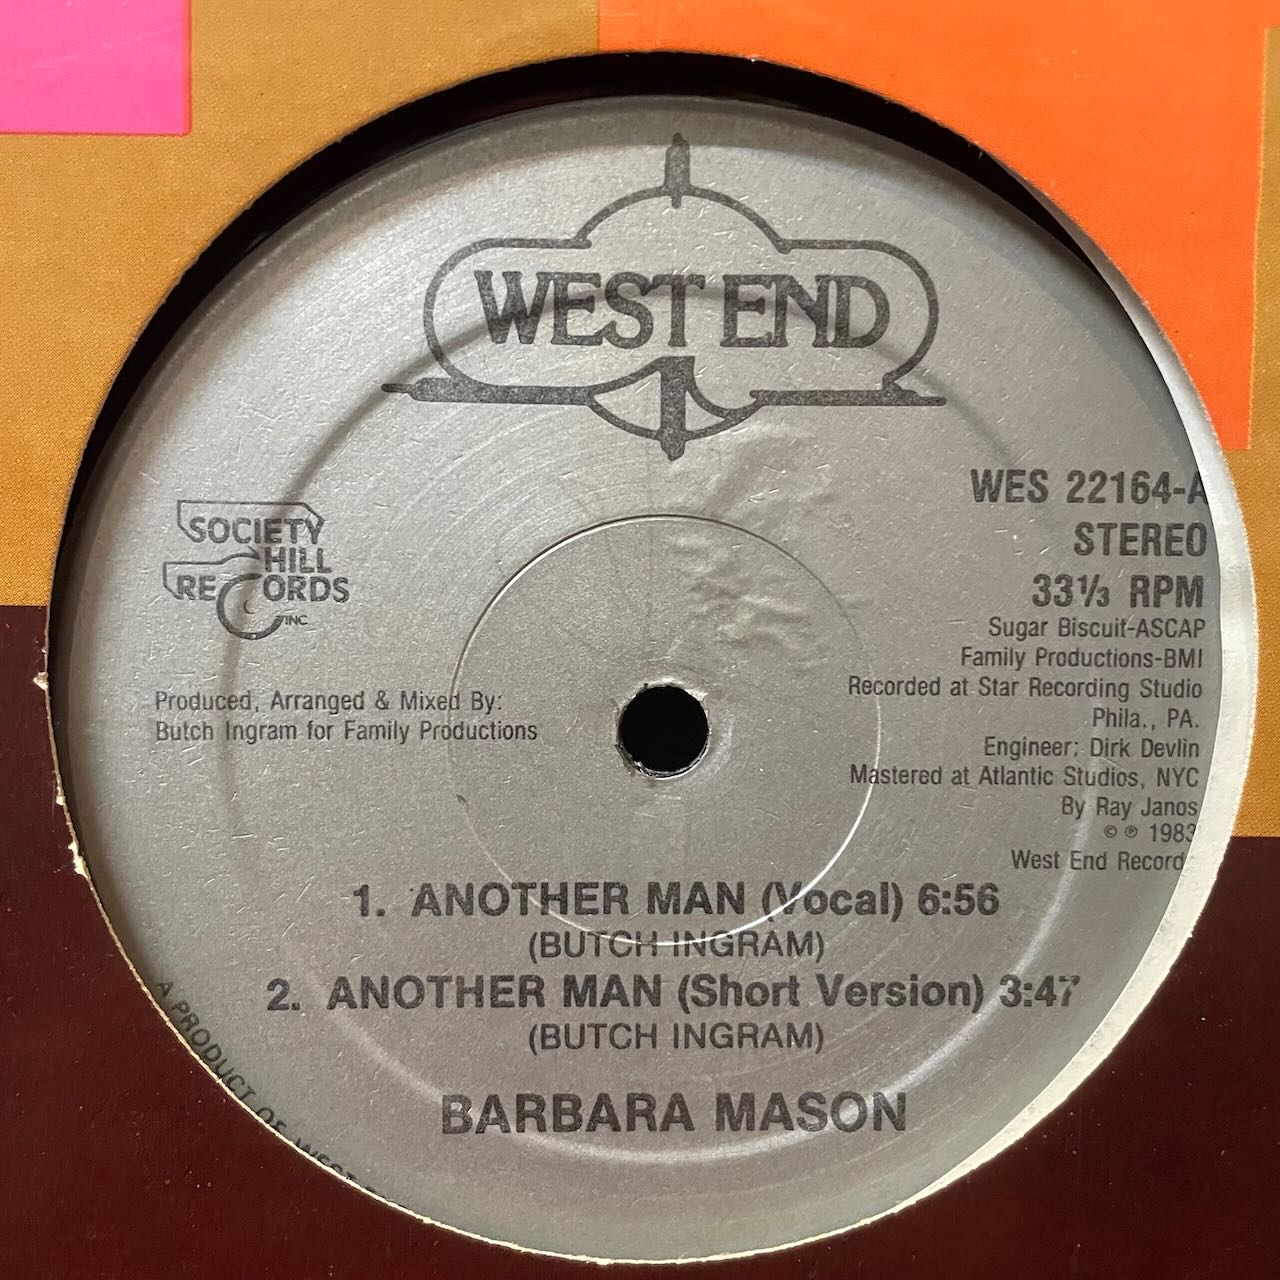 WEST END
WES 22164-A
STEREO
33⅓ RPM
Sugar Biscuit-ASCAP
Family Productions-BMI
Recorded at Star Recording Studio
Phila., PA.
Engineer: Dirk Devlin
Mastered at Atlantic Studios, NYC
By Ray Janos
© ℗ 1983
West End Record
SOCIETY
HILL
RECORDS
INC
Produced, Arranged & Mixed By:
Butch Ingram for Family Productions
1. ANOTHER MAN (Vocal) 6:56
(BUTCH INGRAM)
2. ANOTHER MAN (Short Version) 3:47
(BUTCH INGRAM)
BARBARA MASON
A PRODUCT OF WEST